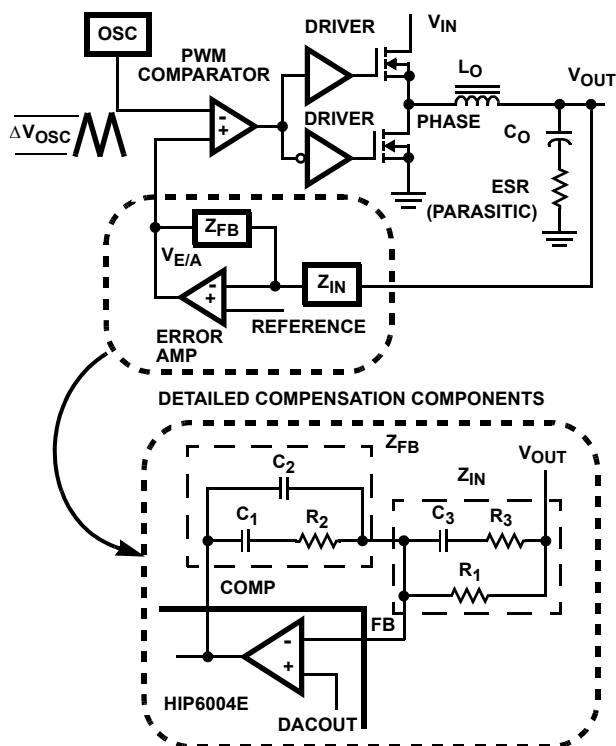 OSC
PWM
COMPARATOR
DRIVER
VIN
LO
VOUT
-
+
ΔVOSC
DRIVER
PHASE
CO
ESR
(PARASITIC)
ZFB
VE/A
-
+
ZIN
REFERENCE
ERROR
AMP
DETAILED COMPENSATION COMPONENTS
ZFB
C2
ZIN
VOUT
C1
R2
C3
R3
R1
COMP
FB
-
+
HIP6004E
DACOUT